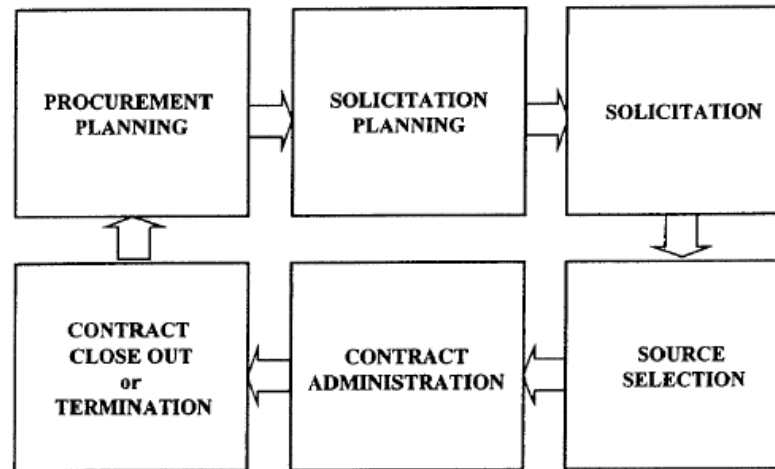 PROCUREMENT
PLANNING
SOLICITATION
PLANNING
SOLICITATION
CONTRACT
CLOSE OUT
or
TERMINATION
CONTRACT
ADMINISTRATION
SOURCE
SELECTION